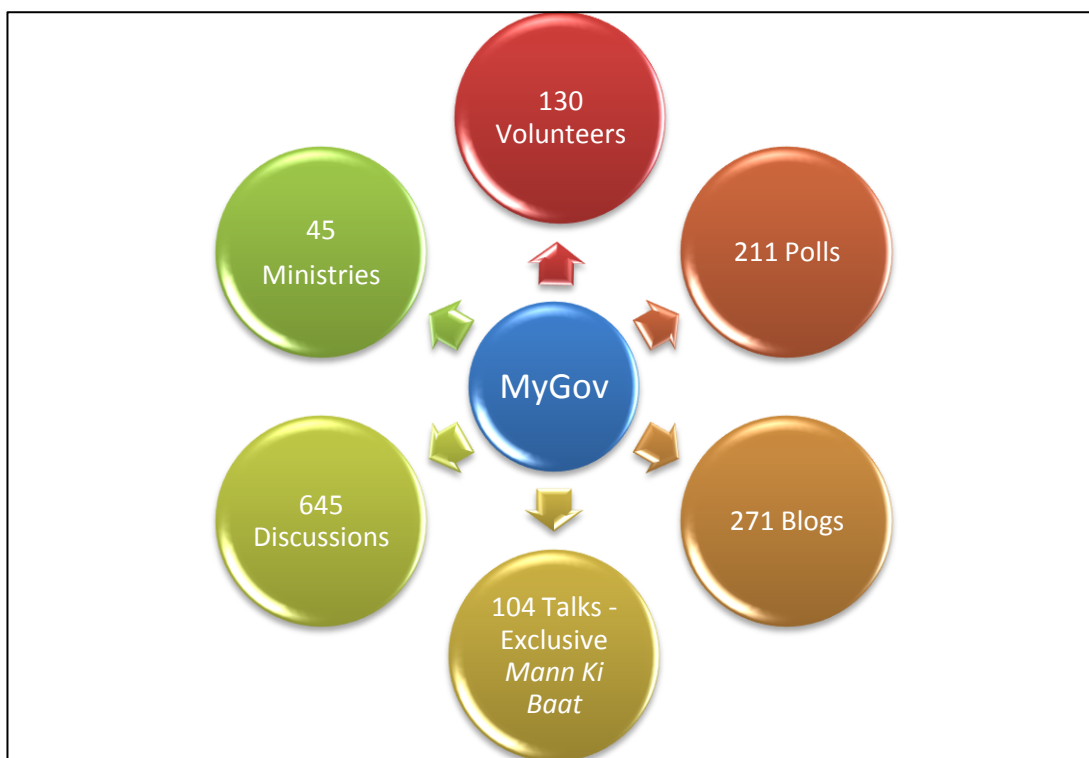 130
Volunteers
45
Ministries
211 Polls
MyGov
645
Discussions
271 Blogs
104 Talks -
Exclusive
Mann Ki
Baat